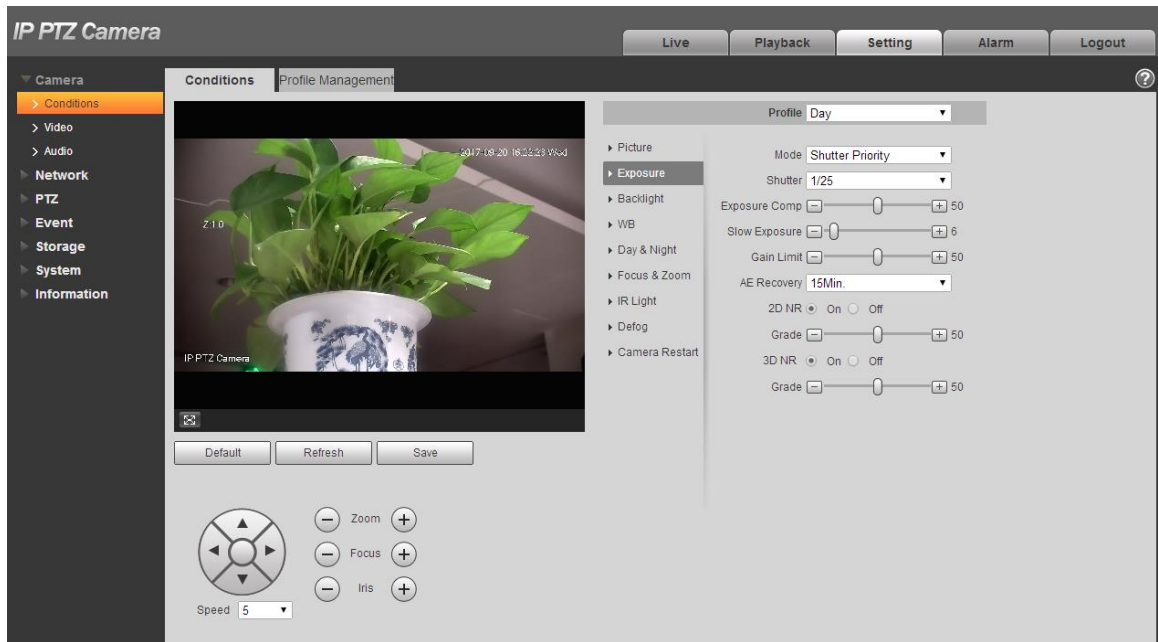 IP PTZ Camera
Live
Playback
Setting
Alarm
Logout
Camera
Conditions
Video
Audio
Network
PTZ
Event
Storage
System
Information
Conditions
Profile Management
?
2017-09-20 16:22:23 Wed
Z:1.0
IP PTZ Camera
Default
Refresh
Save
Zoom
Focus
Iris
Speed 5
Picture
Exposure
Backlight
WB
Day & Night
Focus & Zoom
IR Light
Defog
Camera Restart
Profile Day
Mode Shutter Priority
Shutter 1/25
Exposure Comp 50
Slow Exposure 6
Gain Limit 50
AE Recovery 15Min.
2D NR On Off
Grade 50
3D NR On Off
Grade 50